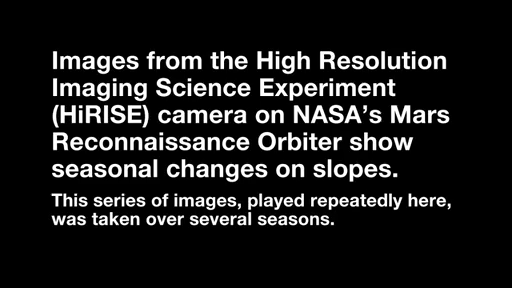 Images from the High Resolution
Imaging Science Experiment
(HiRISE) camera on NASA's Mars
Reconnaissance Orbiter show
seasonal changes on slopes.
This series of images, played repeatedly here,
was taken over several seasons.